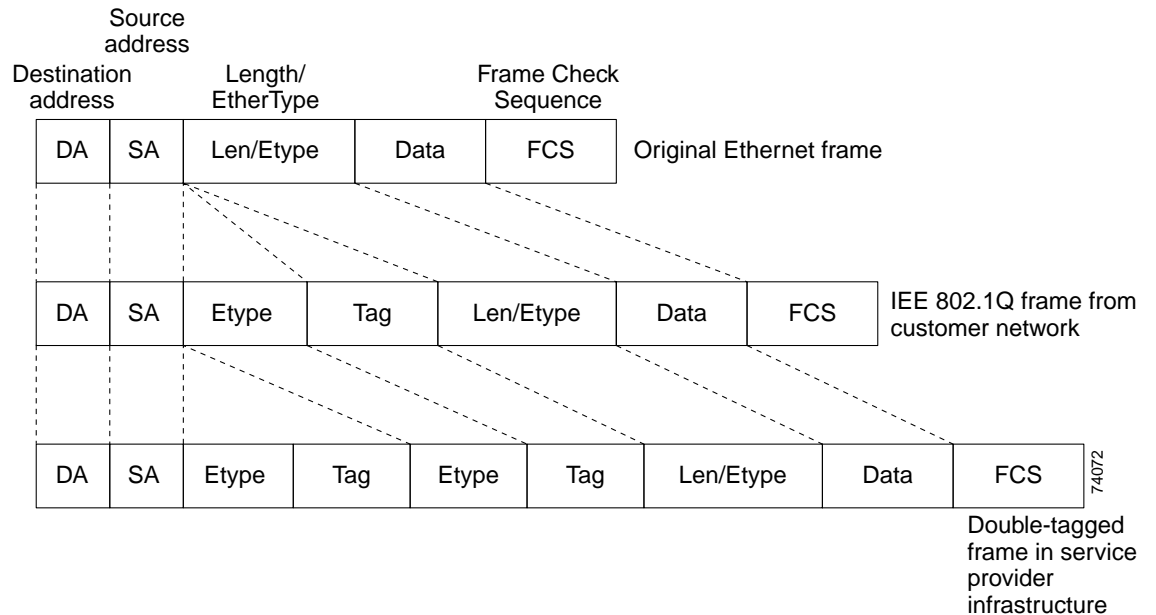 Source
address
Destination
address
Length/
EtherType
Frame Check
Sequence
DA SA Len/Etype Data FCS Original Ethernet frame
DA SA Etype Tag Len/Etype Data FCS IEE 802.1Q frame from
customer network
DA SA Etype Tag Etype Tag Len/Etype Data FCS 74072
Double-tagged
frame in service
provider
infrastructure